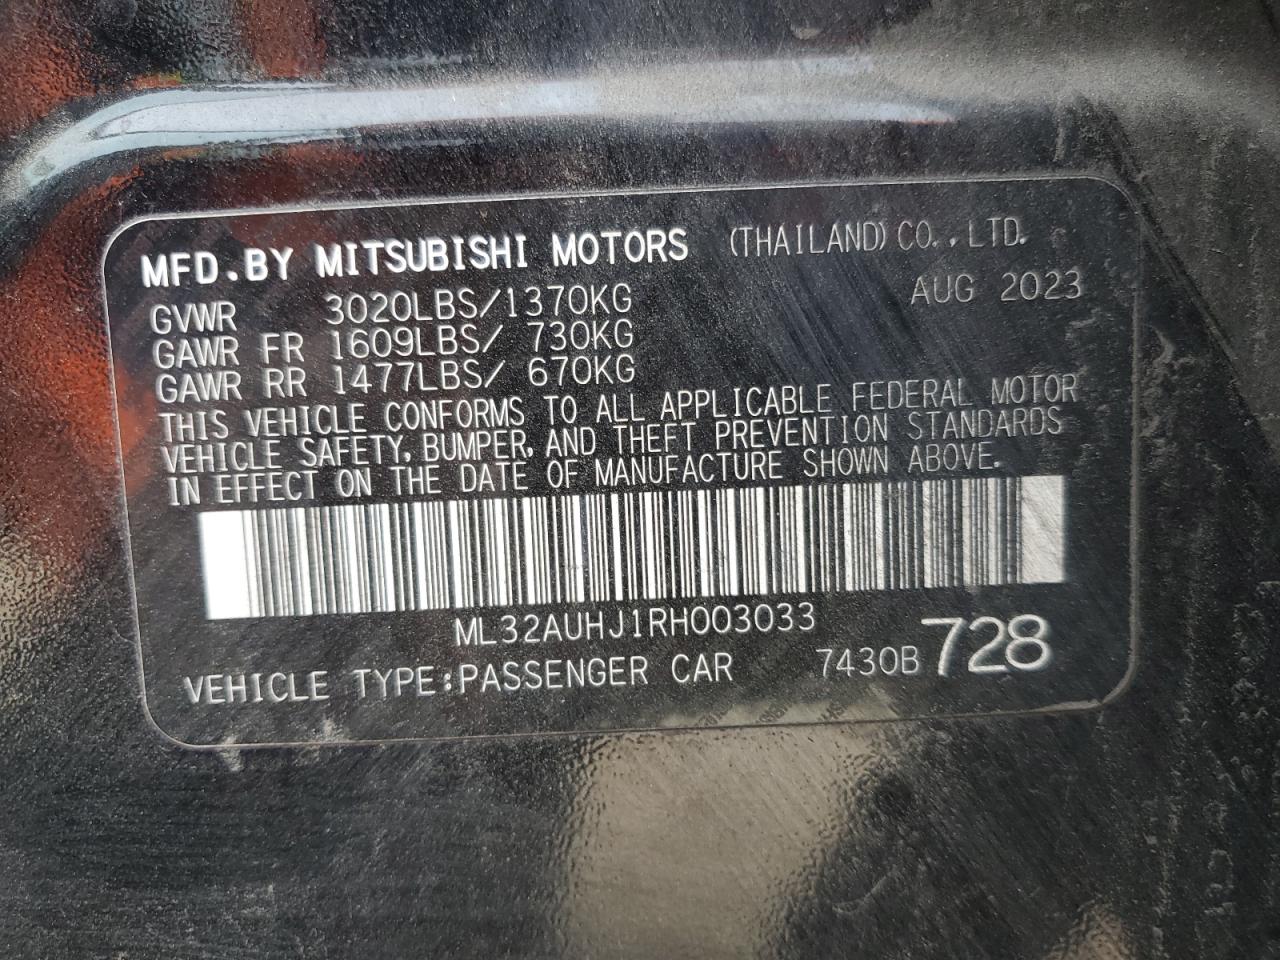 MFD.BY MITSUBISHI MOTORS (THAILAND)CO.,LTD.
AUG 2023
GVWR 3020LBS/1370KG
GAWR FR 1609LBS/ 730KG
GAWR RR 1477LBS/ 670KG
THIS VEHICLE CONFORMS TO ALL APPLICABLE FEDERAL MOTOR
VEHICLE SAFETY, BUMPER, AND THEFT PREVENTION STANDARDS
IN EFFECT ON THE DATE OF MANUFACTURE SHOWN ABOVE.
ML32AUHJ1RH003033
VEHICLE TYPE:PASSENGER CAR 7430B 728